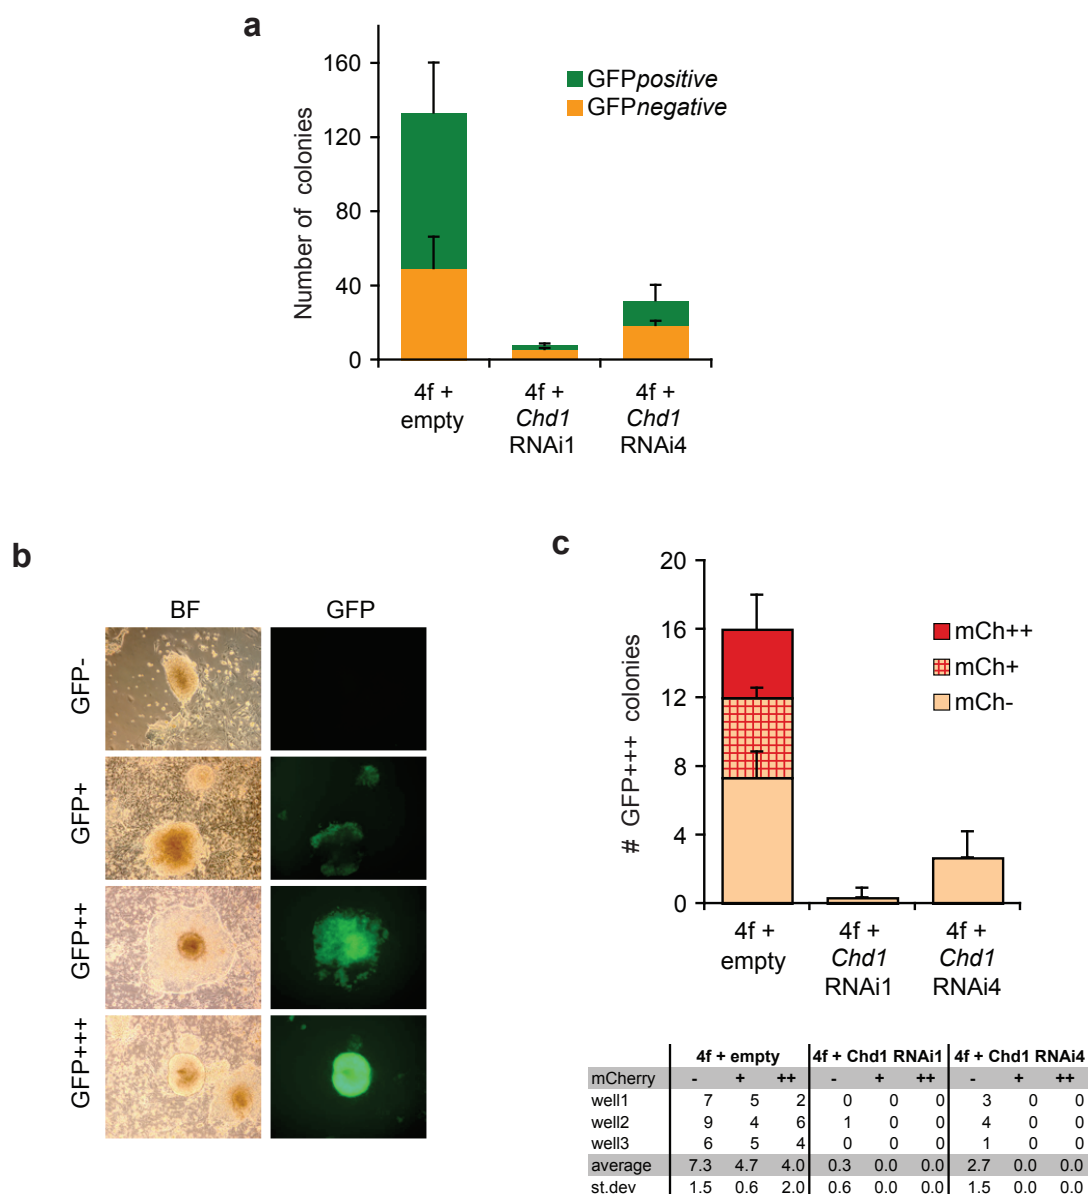 a
160
120
80
40
0
Number of colonies
GFPpositive
GFPnegative
4f + empty
4f + Chd1 RNAi1
4f + Chd1 RNAi4
b
BF GFP
GFP-
GFP+
GFP++
GFP+++
c
20
16
12
8
4
0
# GFP+++ colonies
mCh++
mCh+
mCh-
4f + empty
4f + Chd1 RNAi1
4f + Chd1 RNAi4
4f + empty 4f + Chd1 RNAi1 4f + Chd1 RNAi4
mCherry - + ++ - + ++ - + ++
well1 7 5 2 0 0 0 3 0 0
well2 9 4 6 1 0 0 4 0 0
well3 6 5 4 0 0 0 1 0 0
average 7.3 4.7 4.0 0.3 0.0 0.0 2.7 0.0 0.0
st.dev 1.5 0.6 2.0 0.6 0.0 0.0 1.5 0.0 0.0